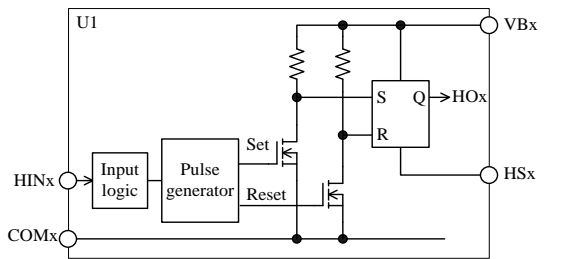 U1
VBx
S
Q
HOx
R
Set
Input
logic
Pulse
generator
HINx
HSx
Reset
COMx